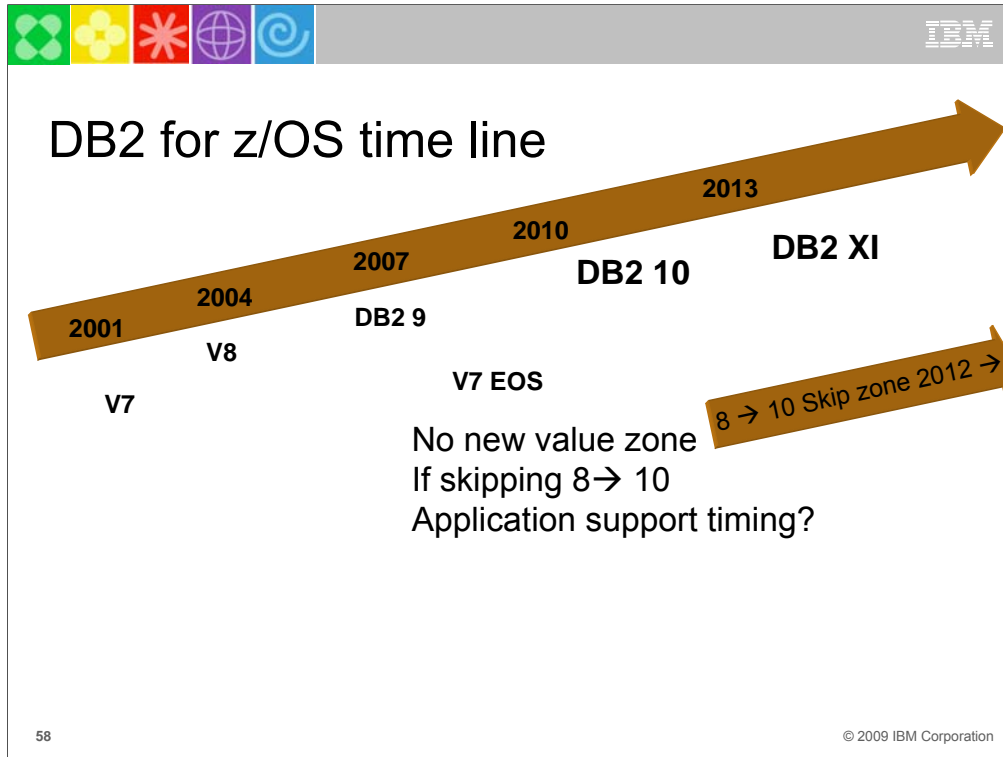 IBM
DB2 for z/OS time line
2001
2004
2007
2010
2013
V7
V8
DB2 9
V7 EOS
DB2 10
DB2 XI
8 → 10 Skip zone 2012 →
No new value zone
If skipping 8→ 10
Application support timing?
58
© 2009 IBM Corporation